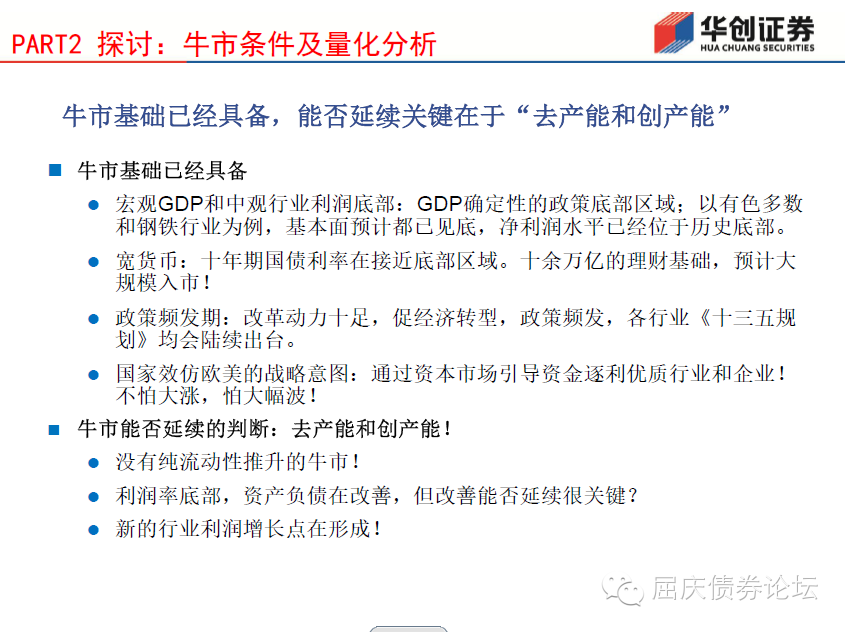 PART2 探讨：牛市条件及量化分析
华创证券
HUA CHUANG SECURITIES
牛市基础已经具备，能否延续关键在于“去产能和创产能”
牛市基础已经具备
宏观GDP和中观行业利润底部：GDP确定性的政策底部区域；以有色多数
和钢铁行业为例，基本面预计都已见底，净利润水平已经位于历史底部。
宽货币：十年期国债利率在接近底部区域。十余万亿的理财基础，预计大
规模入市！
政策频发期：改革动力十足，促经济转型，政策频发，各行业《十三五规
划》均会陆续出台。
国家效仿欧美的战略意图：通过资本市场引导资金逐利优质行业和企业！
不怕大涨，怕大幅波！
牛市能否延续的判断：去产能和创产能！
没有纯流动性推升的牛市！
利润率底部，资产负债在改善，但改善能否延续很关键？
新的行业利润增长点在形成！
屈庆债券论坛